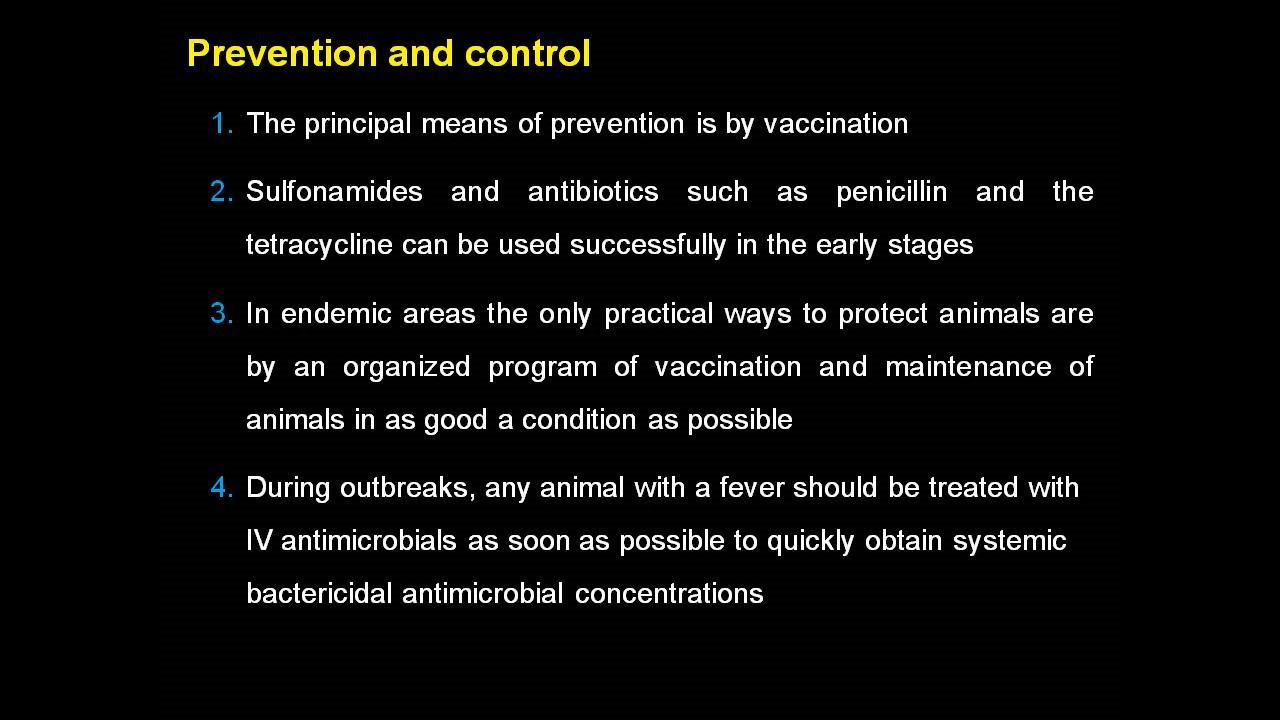 Prevention and control
1. The principal means of prevention is by vaccination
2. Sulfonamides and antibiotics such as penicillin and the
tetracycline can be used successfully in the early stages
3. In endemic areas the only practical ways to protect animals are
by an organized program of vaccination and maintenance of
animals in as good a condition as possible
4. During outbreaks, any animal with a fever should be treated with
IV antimicrobials as soon as possible to quickly obtain systemic
bactericidal antimicrobial concentrations